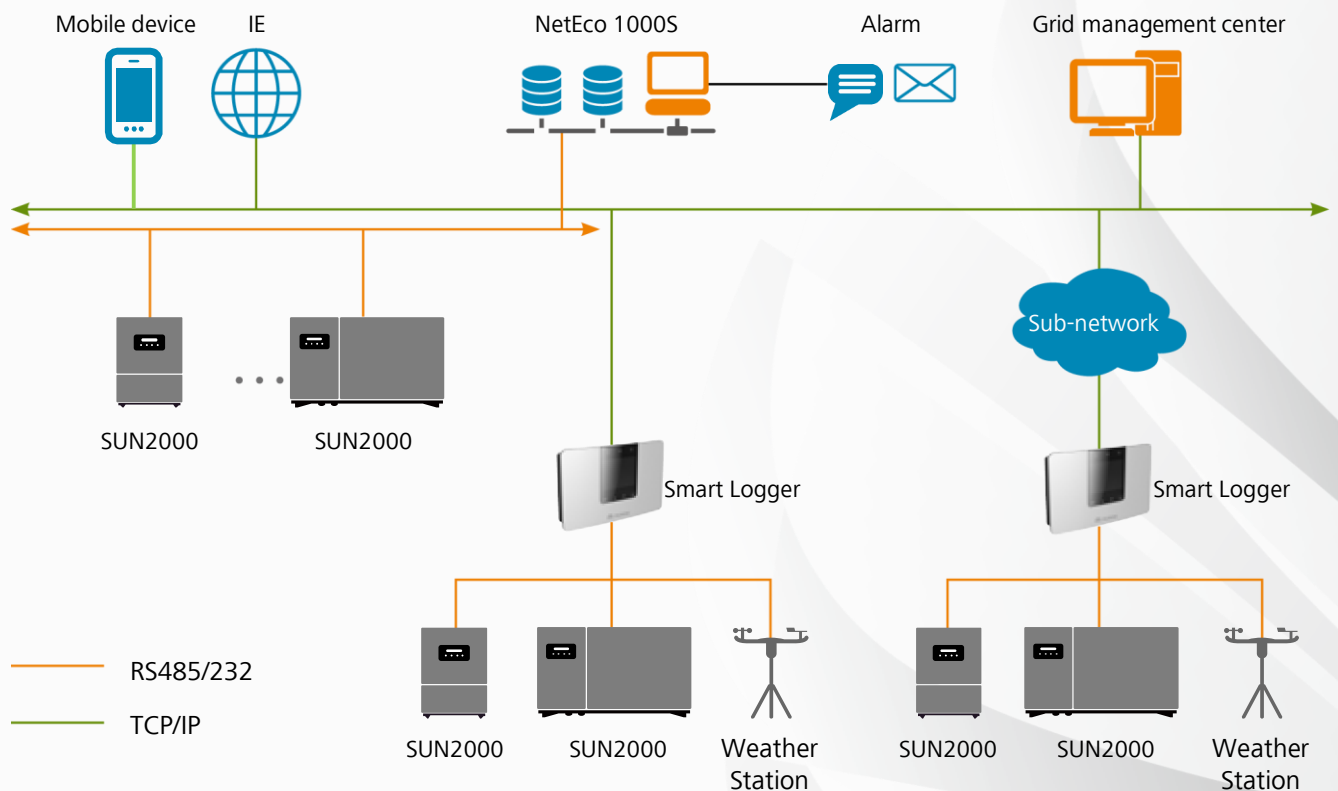 Mobile device
IE
NetEco 1000S
Alarm
Grid management center
Sub-network
SUN2000
SUN2000
Smart Logger
Smart Logger
RS485/232
TCP/IP
SUN2000
SUN2000
Weather
Station
SUN2000
SUN2000
Weather
Station